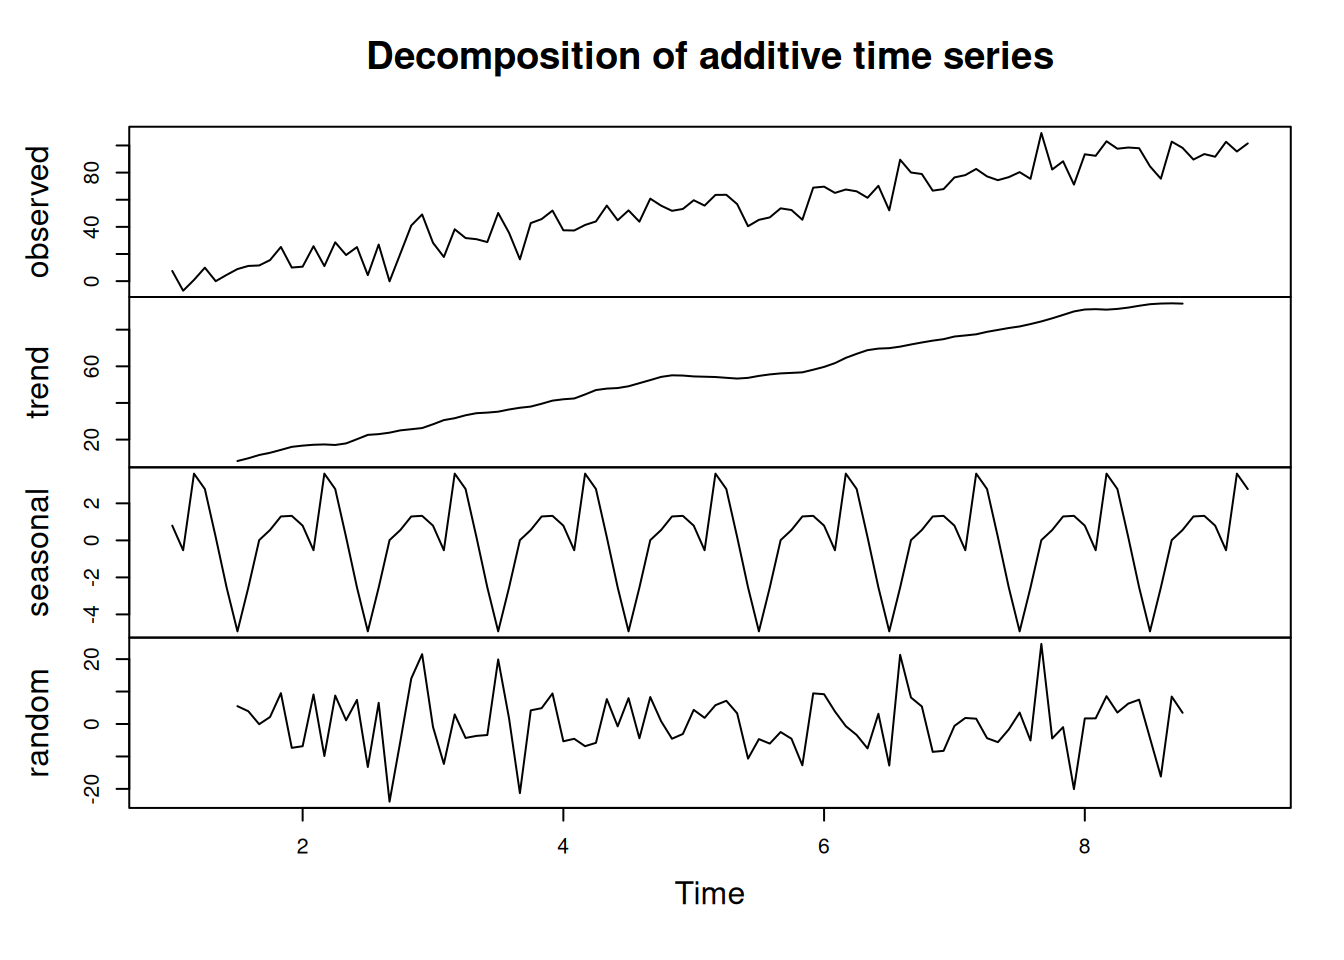 Decomposition of additive time series
observed
0 40 80
trend
20 60
seasonal
-4 -2 0 2
random
-20 0 20
2 4 6 8
Time